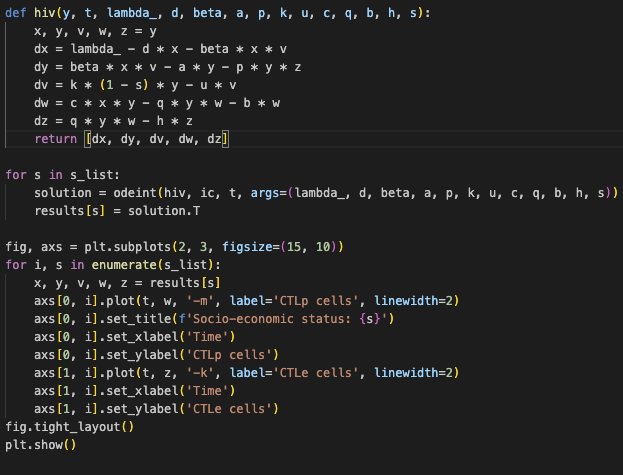 def hiv(y, t, lambda_, d, beta, a, p, k, u, c, q, b, h, s):
    x, y, v, w, z = y
    dx = lambda_ - d * x - beta * x * v
    dy = beta * x * v - a * y - p * y * z
    dv = k * (1 - s) * y - u * v
    dw = c * x * y - q * y * w - b * w
    dz = q * y * w - h * z
    return [dx, dy, dv, dw, dz]

for s in s_list:
    solution = odeint(hiv, ic, t, args=(lambda_, d, beta, a, p, k, u, c, q, b, h, s))
    results[s] = solution.T

fig, axs = plt.subplots(2, 3, figsize=(15, 10))
for i, s in enumerate(s_list):
    x, y, v, w, z = results[s]
    axs[0, i].plot(t, w, '-m', label='CTLp cells', linewidth=2)
    axs[0, i].set_title(f'Socio-economic status: {s}')
    axs[0, i].set_xlabel('Time')
    axs[0, i].set_ylabel('CTLp cells')
    axs[1, i].plot(t, z, '-k', label='CTLe cells', linewidth=2)
    axs[1, i].set_xlabel('Time')
    axs[1, i].set_ylabel('CTLe cells')
fig.tight_layout()
plt.show()